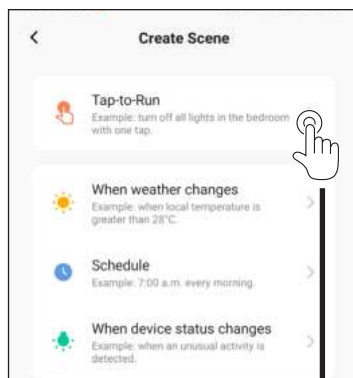 Create Scene
Tap-to-Run
Example: turn off all lights in the bedroom
with one tap.
When weather changes
Example: when local temperature is
greater than 28°C.
Schedule
Example: 7:00 a.m. every morning.
When device status changes
Example: when an unusual activity is
detected.